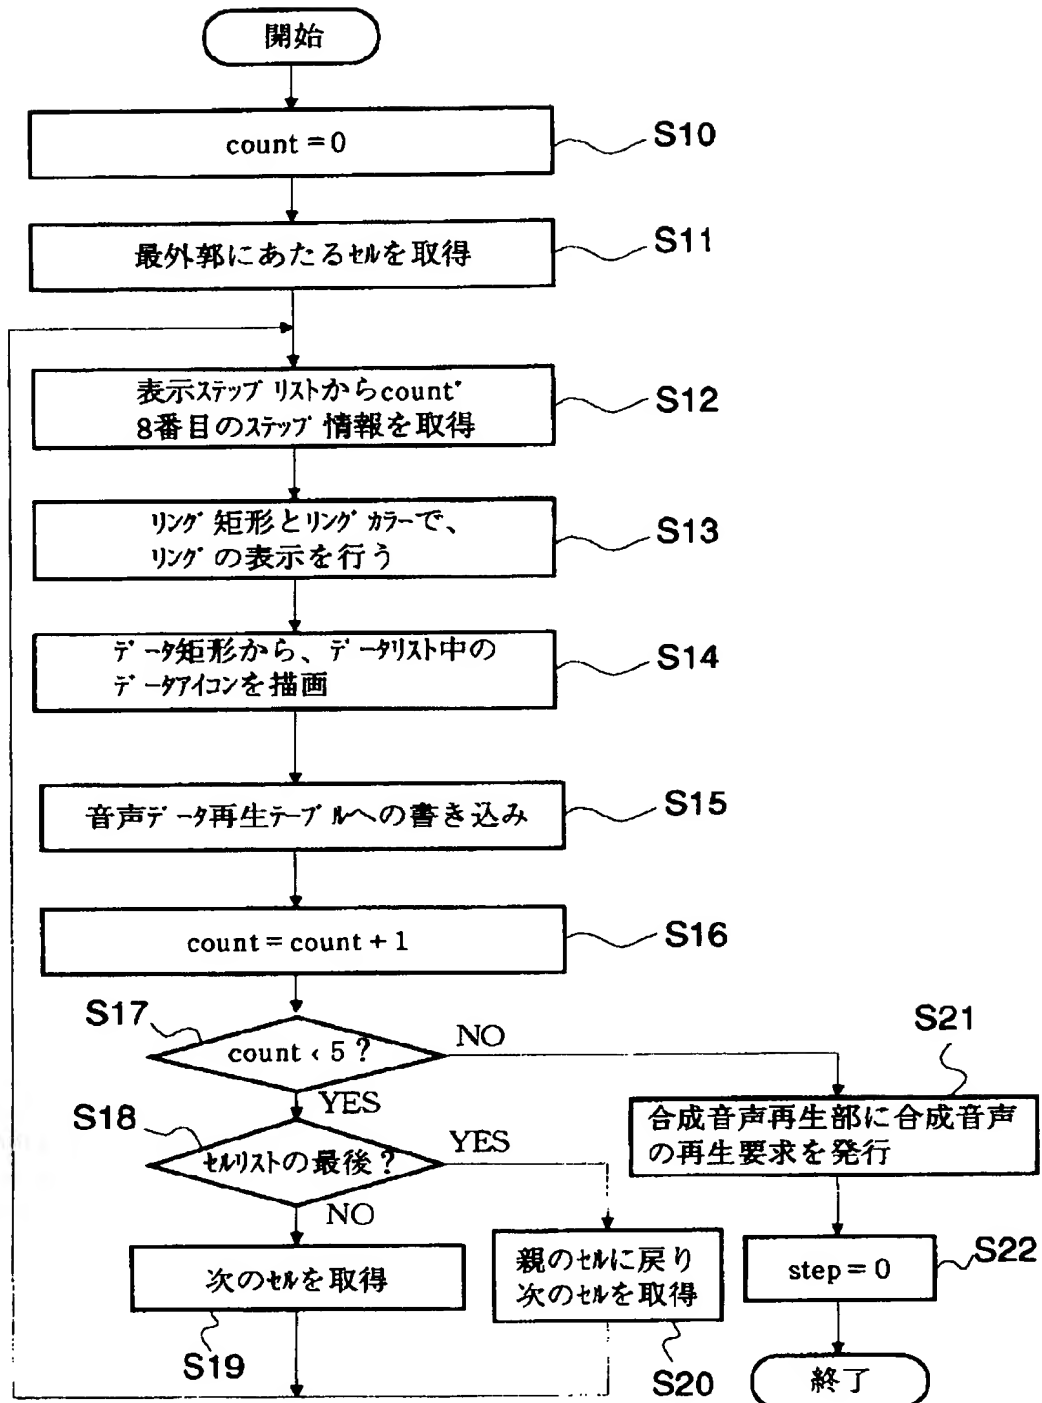 開始
count = 0
S10
最外郭にあたるセルを取得
S11
表示ステップリストからcount*
8番目のステップ情報を取得
S12
リング矩形とリングカラーで、
リングの表示を行う
S13
データ矩形から、データリスト中の
データアイコンを描画
S14
音声データ再生テーブルへの書き込み
S15
count = count + 1
S16
S17
count < 5 ?
NO
YES
S18
セルリストの最後?
YES
NO
次のセルを取得
S19
親のセルに戻り
次のセルを取得
S20
S21
合成音声再生部に合成音声
の再生要求を発行
step = 0
S22
終了